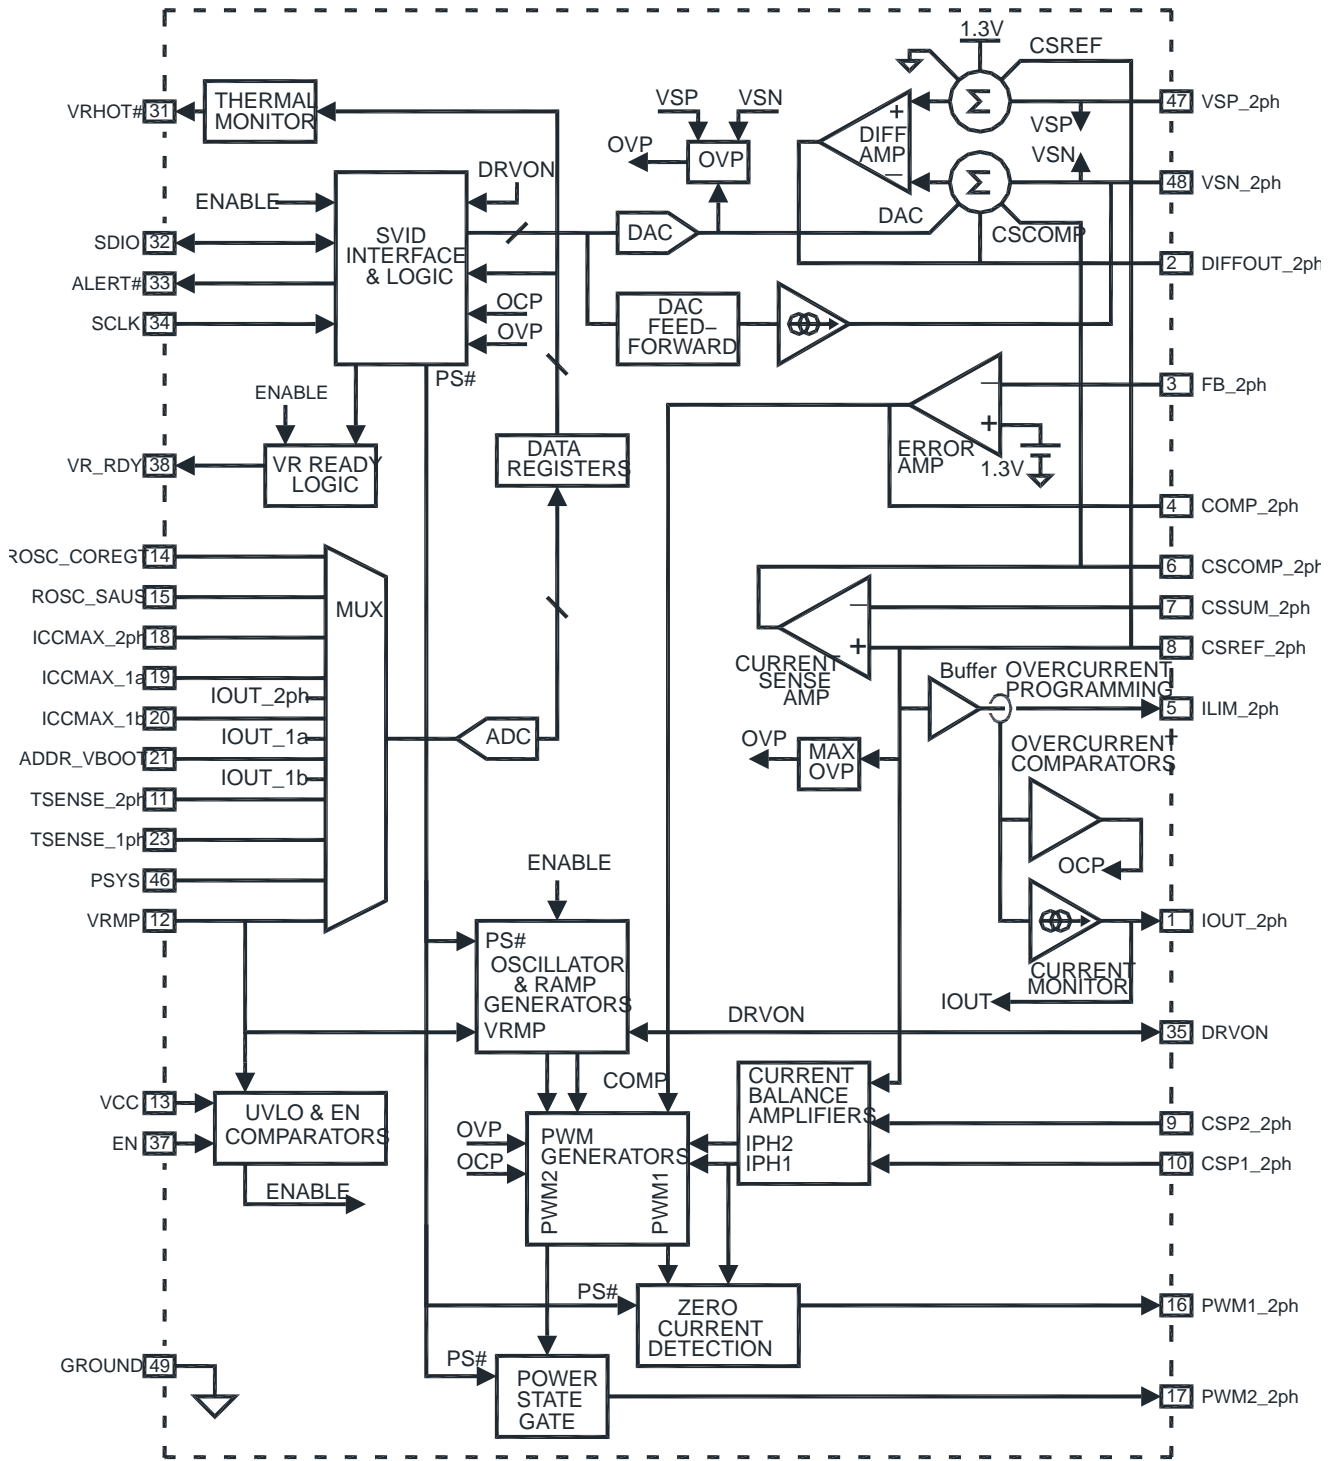 1.3V
CSREF
VRHOT#
31
THERMAL
MONITOR
VSP
VSN
OVP
OVP
+
DIFF
AMP
–
Σ
VSP
47
VSP_2ph
VSN
Σ
48
VSN_2ph
DAC
CSCOMP
2
DIFFOUT_2ph
DRVON
ENABLE
SVID
INTERFACE
& LOGIC
SDIO
32
ALERT#
33
SCLK
34
OCP
OVP
PS#
DAC
DAC
FEED–
FORWARD
3
FB_2ph
–
+
ERROR
AMP
1.3V
4
COMP_2ph
ENABLE
VR_RDY
38
VR READY
LOGIC
DATA
REGISTERS
ROSC_COREGT
14
ROSC_SAUS
15
ICCMAX_2ph
18
ICCMAX_1a
19
IOUT_2ph
ICCMAX_1b
20
IOUT_1a
ADDR_VBOOT
21
IOUT_1b
TSENSE_2ph
11
TSENSE_1ph
23
PSYS
46
VRMP
12
MUX
ADC
6
CSCOMP_2ph
–
7
CSSUM_2ph
+
8
CSREF_2ph
CURRENT
SENSE
AMP
Buffer
OVERCURRENT
PROGRAMMING
5
5
ILIM_2ph
OVP
MAX
OVP
OVERCURRENT
COMPARATORS
OCP
1
IOUT_2ph
CURRENT
MONITOR
IOUT
ENABLE
PS#
OSCILLATOR
& RAMP
GENERATORS
VRMP
DRVON
35
DRVON
COMP
CURRENT
BALANCE
AMPLIFIERS
IPH2
IPH1
9
CSP2_2ph
10
CSP1_2ph
VCC
13
EN
37
UVLO & EN
COMPARATORS
ENABLE
OVP
OCP
PWM
GENERATORS
PWM2
PWM1
PS#
ZERO
CURRENT
DETECTION
16
PWM1_2ph
GROUND
49
PS#
POWER
STATE
GATE
17
PWM2_2ph